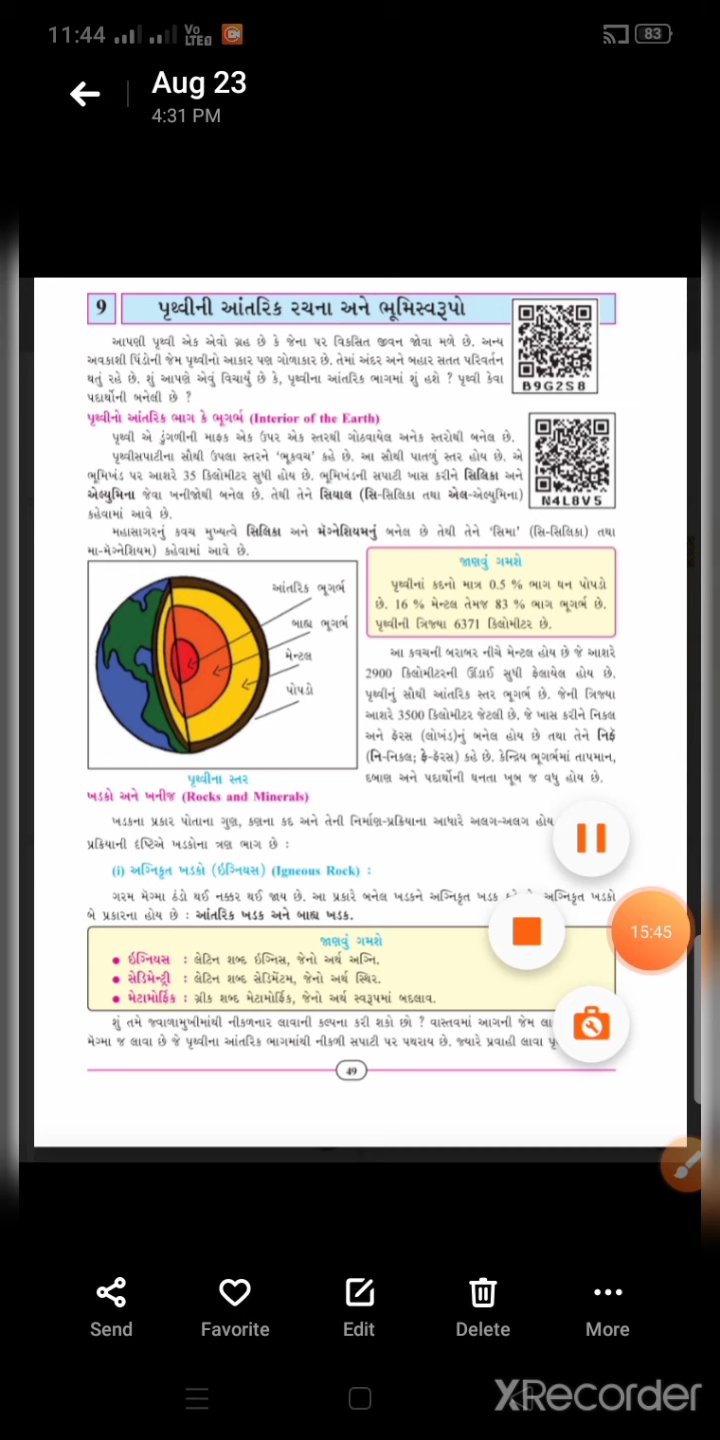 11:44
Vo LTE
83
Aug 23
4:31 PM
9
પૃથ્વીની આંતરિક રચના અને ભૂમિસ્વરૂપો
આપણી પૃથ્વી એક એવો ગ્રહ છે કે જેના પર વિકસિત જીવન જોવા મળે છે. અન્ય
અવકાશી પિંડોની જેમ પૃથ્વીનો આકાર પણ ગોળાકાર છે. તેમાં અંદર અને બહાર સતત પરિવર્તન
થતું રહે છે. શું આપણે એવું વિચાર્યું છે કે, પૃથ્વીના આંતરિક ભાગમાં શું હશે ? પૃથ્વી કેવા
પદાર્થોની બનેલી છે ?
B9G2S8
પૃથ્વીનો આંતરિક ભાગ કે ભૂગર્ભ (Interior of the Earth)
પૃથ્વી એ ડુંગળીની માફક એક ઉપર એક સ્તરથી ગોઠવાયેલ અનેક સ્તરોથી બનેલ છે.
પૃથ્વીસપાટીના સૌથી ઉપલા સ્તરને 'ભૂકવચ' કહે છે. આ સૌથી પાતળું સ્તર હોય છે. એ
ભૂમિખંડ પર આશરે 35 કિલોમીટર સુધી હોય છે. ભૂમિખંડની સપાટી ખાસ કરીને સિલિકા અને
એલ્યુમિના જેવા ખનીજોથી બનેલ છે. તેથી તેને સિયાલ (સિ-સિલિકા તથા એલ-એલ્યુમિના)
કહેવામાં આવે છે.
N4L8V5
મહાસાગરનું કવચ મુખ્યત્વે સિલિકા અને મૅગ્નેશિયમનું બનેલ છે તેથી તેને 'સિમા' (સિ-સિલિકા) તથા
મા-મૅગ્નેશિયમ) કહેવામાં આવે છે.
આંતરિક ભૂગર્ભ
બાહ્ય ભૂગર્ભ
મેન્ટલ
પોપડો
પૃથ્વીના સ્તર
જાણવું ગમશે
પૃથ્વીનાં કદનો માત્ર 0.5 % ભાગ ઘન પોપડો
છે. 16 % મેન્ટલ તેમજ 83 % ભાગ ભૂગર્ભ છે.
પૃથ્વીની ત્રિજ્યા 6371 કિલોમીટર છે.
આ કવચની બરાબર નીચે મેન્ટલ હોય છે જે આશરે
2900 કિલોમીટરની ઊંડાઈ સુધી ફેલાયેલ હોય છે.
પૃથ્વીનું સૌથી આંતરિક સ્તર ભૂગર્ભ છે. જેની ત્રિજ્યા
આશરે 3500 કિલોમીટર જેટલી છે. જે ખાસ કરીને નિકલ
અને ફેરસ (લોખંડ)નું બનેલ હોય છે તથા તેને નિફૅ
(નિ-નિકલ; ફે-ફૅરસ) કહે છે. કેન્દ્રિય ભૂગર્ભમાં તાપમાન,
દબાણ અને પદાર્થોની ઘનતા ખૂબ જ વધુ હોય છે.
ખડકો અને ખનીજ (Rocks and Minerals)
ખડકના પ્રકાર પોતાના ગુણ, કણના કદ અને તેની નિર્માણ-પ્રક્રિયાના આધારે અલગ-અલગ હોય
પ્રક્રિયાની દૃષ્ટિએ ખડકોના ત્રણ ભાગ છે :
(i) અગ્નિકૃત ખડકો (ઇગ્નિયસ) (Igneous Rock) :
ગરમ મૅગ્મા ઠંડો થઈ નક્કર થઈ જાય છે. આ પ્રકારે બનેલ ખડકને અગ્નિકૃત ખડક અગ્નિકૃત ખડકો
બે પ્રકારના હોય છે : આંતરિક ખડક અને બાહ્ય ખડક.
જાણવું ગમશે
● ઇગ્નિયસ : લેટિન શબ્દ ઇગ્નિસ, જેનો અર્થ અગ્નિ.
● સેડિમેન્ટ્રી : લેટિન શબ્દ સેડિમેંટમ, જેનો અર્થ સ્થિર.
● મેટામોર્ફિક : ગ્રીક શબ્દ મેટામોર્ફિક, જેનો અર્થ સ્વરૂપમાં બદલાવ.
શું તમે જ્વાળામુખીમાંથી નીકળનાર લાવાની કલ્પના કરી શકો છો ? વાસ્તવમાં આગની જેમ
મૅગ્મા જ લાવા છે જે પૃથ્વીના આંતરિક ભાગમાંથી નીકળી સપાટી પર પથરાય છે. જ્યારે પ્રવાહી લાવા
49
15:45
Send
Favorite
Edit
Delete
More
XRecorder